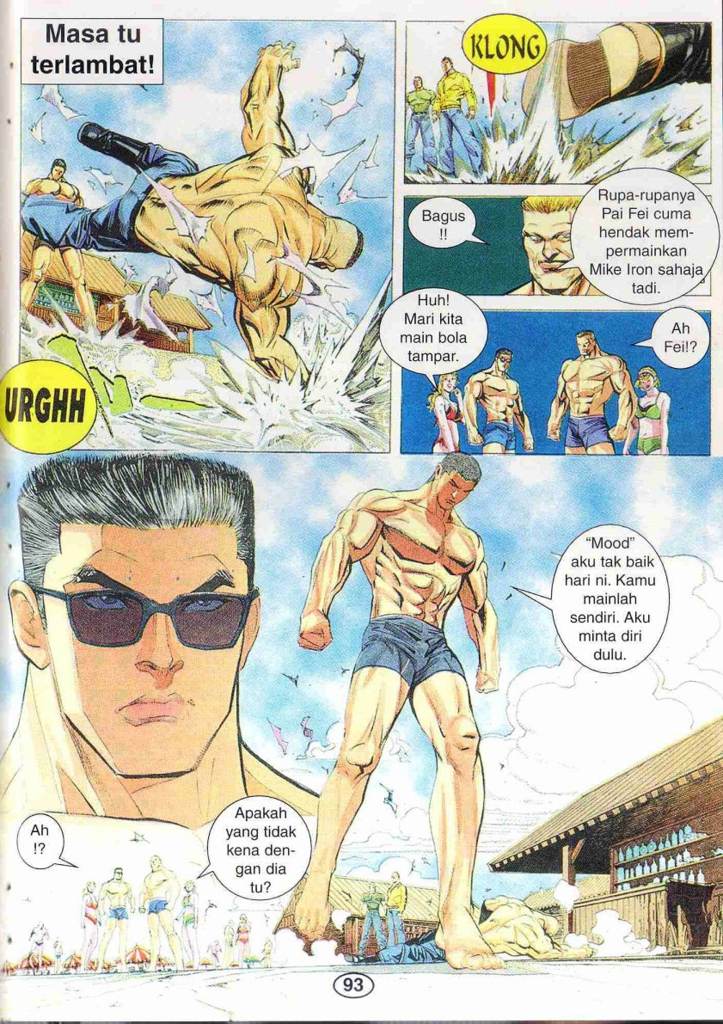 Masa tu
terlambat!
URGHH
KLONG
Bagus
!!
Rupa-rupanya
Pai Fei cuma
hendak mem-
permainkan
Mike Iron sahaja
tadi.
Huh!
Mari kita
main bola
tampar.
Ah
Fei!?
"Mood"
aku tak baik
hari ni. Kamu
mainlah
sendiri. Aku
minta diri
dulu.
Ah
!?
Apakah
yang tidak
kena den-
gan dia
tu?
93